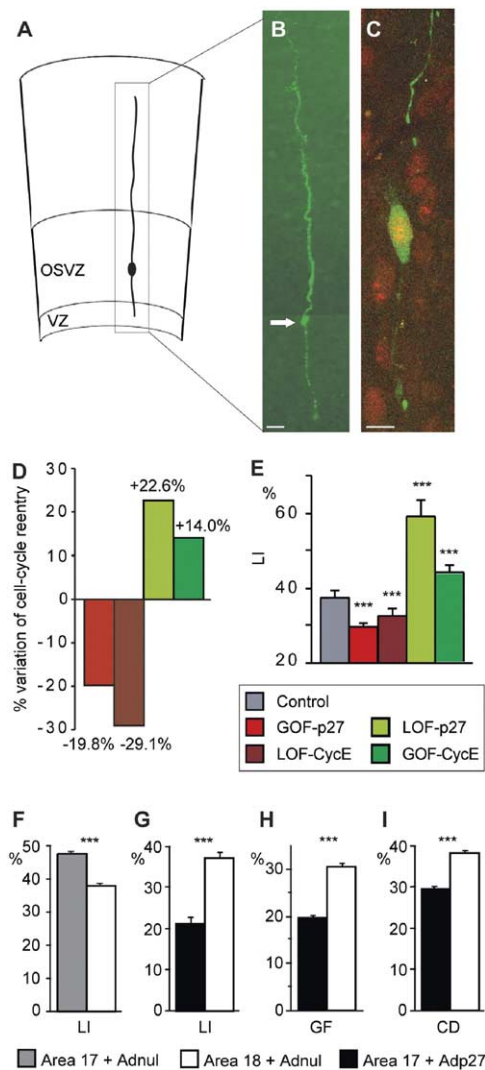 A
B
C
OSVZ
VZ
D
% variation of cell-cycle reentry
30
20
10
0
-10
-20
-30
+22.6%
+14.0%
-19.8%
-29.1%
E
%
LI
60
40
20
***
***
***
***
Control
GOF-p27
LOF-p27
LOF-CycE
GOF-CycE
F
%
50
40
30
20
10
0
***
LI
G
%
40
30
20
10
0
***
LI
H
%
30
20
10
0
***
GF
I
%
40
30
20
10
0
***
CD
Area 17 + Adnul
Area 18 + Adnul
Area 17 + Adp27